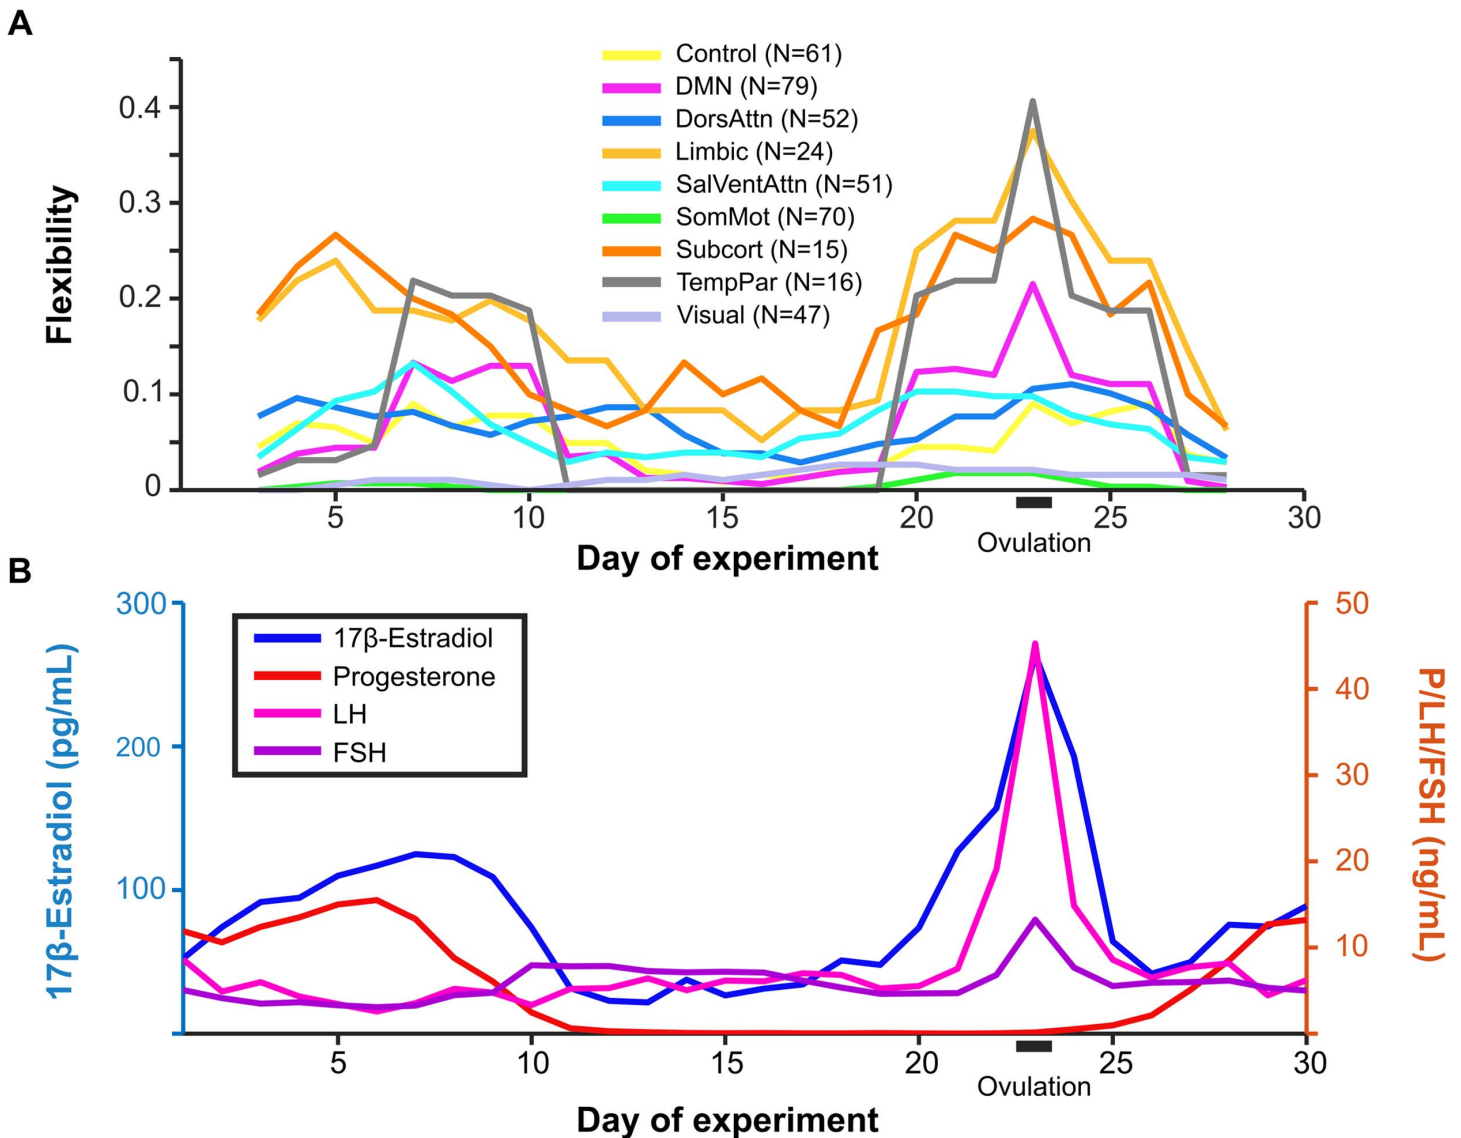 A
Control (N=61)
DMN (N=79)
DorsAttn (N=52)
Limbic (N=24)
SalVentAttn (N=51)
SomMot (N=70)
Subcort (N=15)
TempPar (N=16)
Visual (N=47)
Flexibility
0.4
0.3
0.2
0.1
0
5 10 15 20 25 30
Ovulation
Day of experiment
B
17β-Estradiol
Progesterone
LH
FSH
17β-Estradiol (pg/mL)
300
200
100
50
40
30
20
10
P/LH/FSH (ng/mL)
5 10 15 20 25 30
Ovulation
Day of experiment